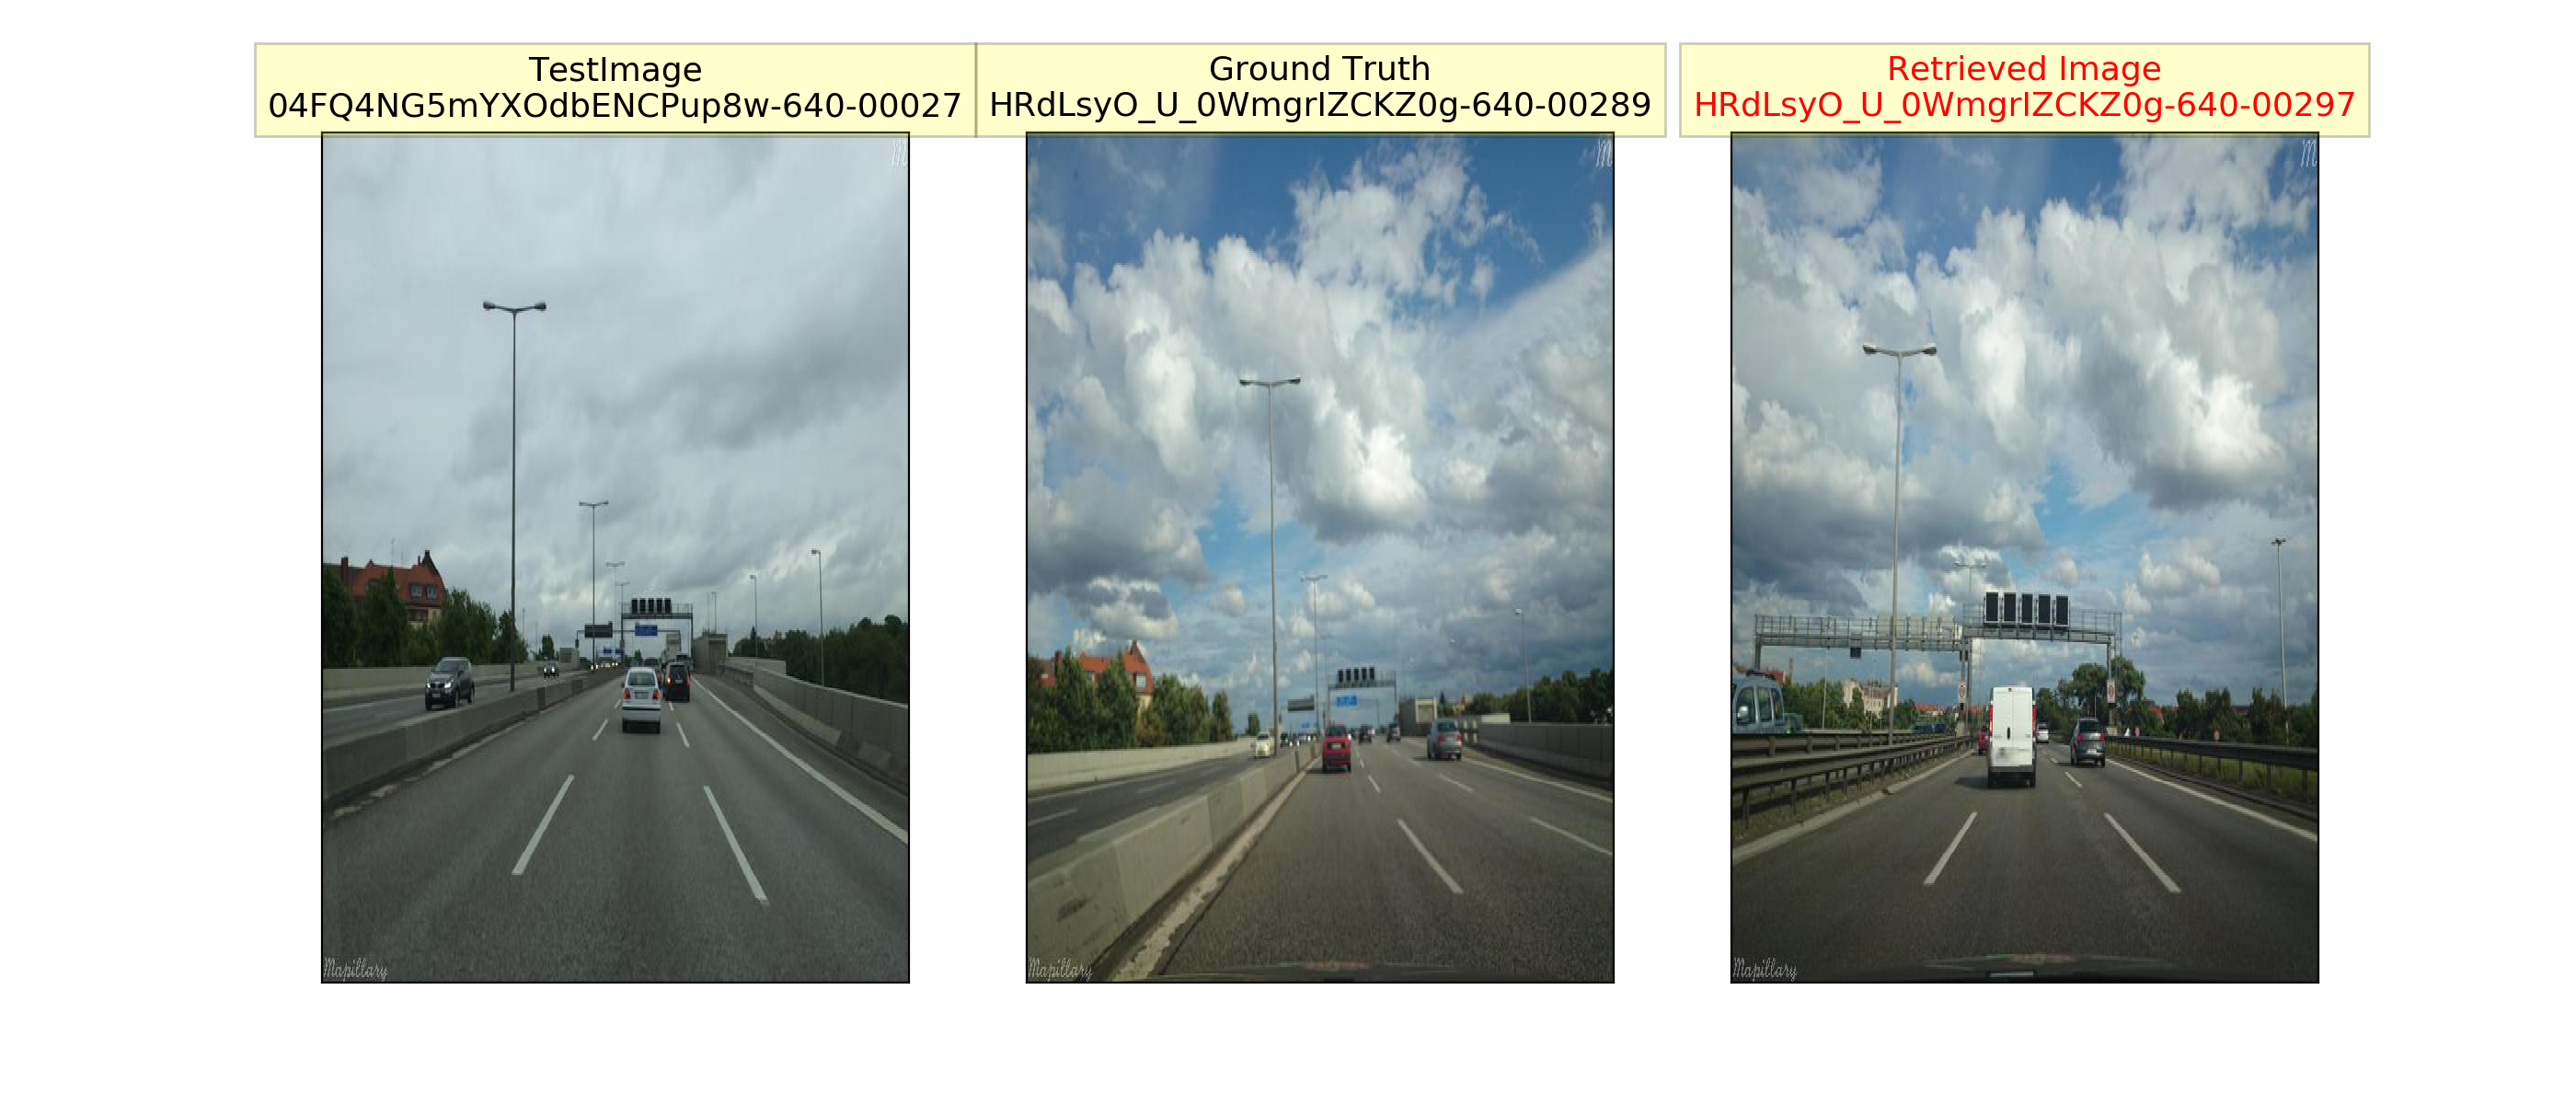 TestImage
04FQ4NG5mYXOdbENCPup8w-640-00027
Ground Truth
HRdLsyO_U_0WmgrIZCKZ0g-640-00289
Retrieved Image
HRdLsyO_U_0WmgrIZCKZ0g-640-00297
M
M
M
Mapillary
Mapillary
Mapillary